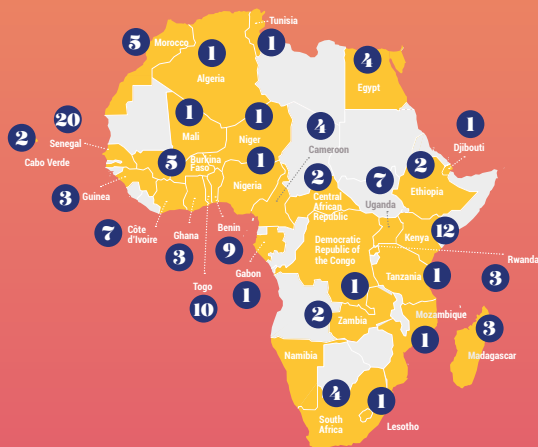 Tunisia
1
5
Morocco
1
Algeria
4
Egypt
20
Senegal
2
Cabo Verde
1
Mali
1
Niger
4
Cameroon
1
Djibouti
5
Burkina
Faso
1
Nigeria
2
Central
African
Republic
7
Uganda
2
Ethiopia
3
Guinea
7
Côte
d'Ivoire
Ghana
3
Benin
9
Togo
10
Gabon
1
Democratic
Republic of
the Congo
1
Kenya
12
Rwanda
3
Tanzania
1
2
Zambia
Mozambique
1
3
Madagascar
Namibia
4
South
Africa
1
Lesotho